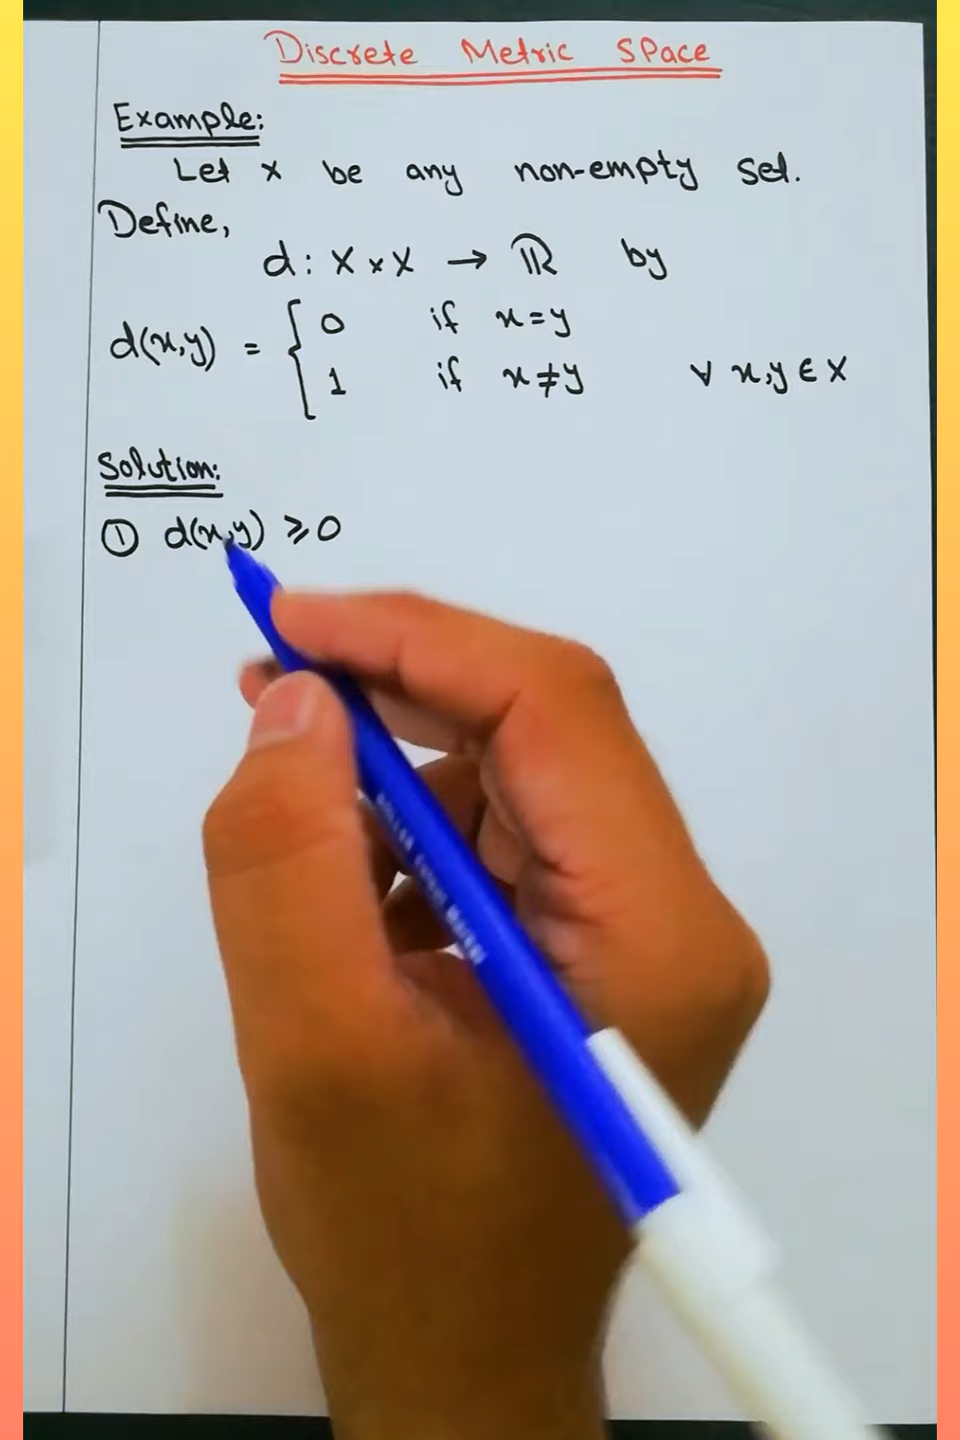 Discrete Metric Space
Example:
Let X be any non-empty set.
Define,
d: X × X → ℝ by
d(x,y) = { 0 if x=y
1 if x≠y ∀ x,y ∈ X
Solution:
① d(x,y) ≥ 0